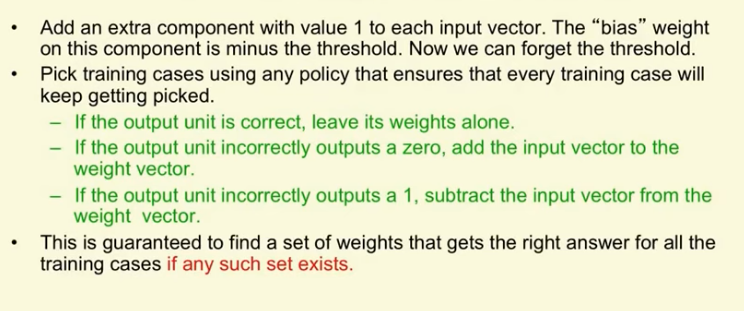 • Add an extra component with value 1 to each input vector. The “bias” weight
on this component is minus the threshold. Now we can forget the threshold.
• Pick training cases using any policy that ensures that every training case will
keep getting picked.
– If the output unit is correct, leave its weights alone.
– If the output unit incorrectly outputs a zero, add the input vector to the
weight vector.
– If the output unit incorrectly outputs a 1, subtract the input vector from the
weight vector.
• This is guaranteed to find a set of weights that gets the right answer for all the
training cases if any such set exists.